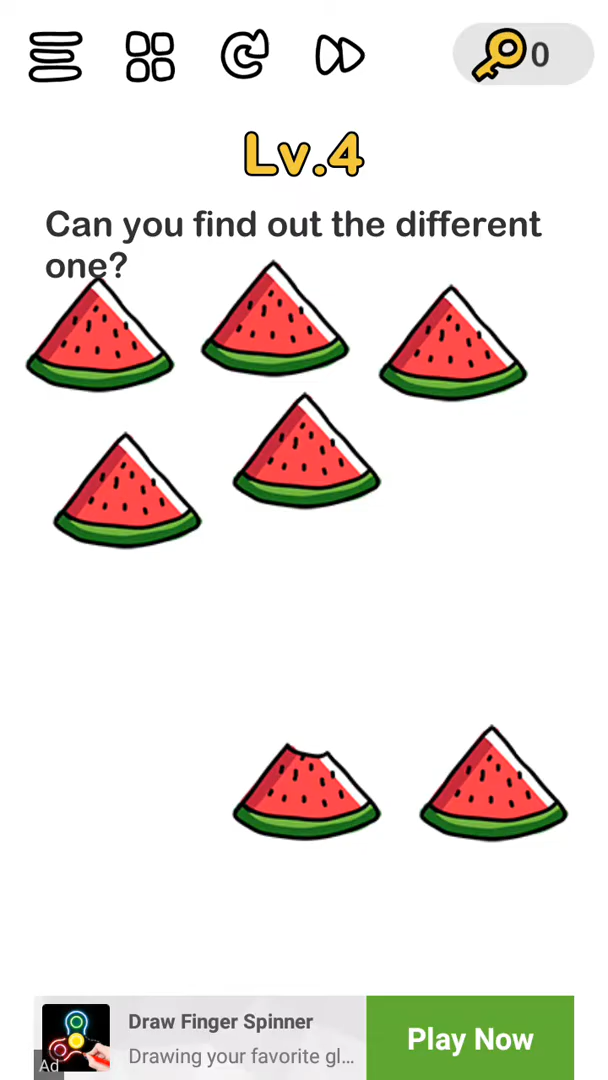 0
Lv.4
Can you find out the different
one?
Draw Finger Spinner
Drawing your favorite gl...
Play Now
Ad